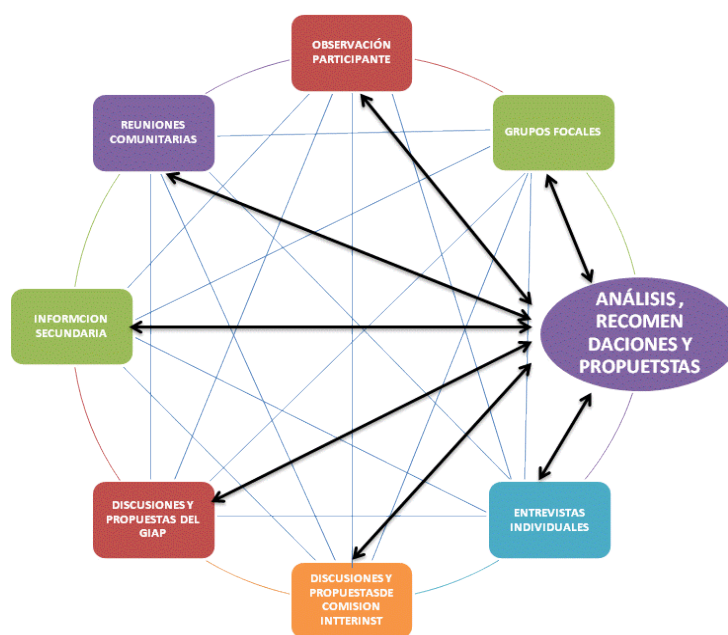 OBSERVACIÓN
PARTICIPANTE
REUNIONES
COMUNITARIAS
GRUPOS FOCALES
INFORMCION
SECUNDARIA
ANÁLISIS ,
RECOMEN
DACIONES Y
PROPUETSTAS
DISCUSIONES Y
PROPUESTAS DEL
GIAP
ENTREVISTAS
INDIVIDUALES
DISCUSIONES Y
PROPUESTASDE
COMISION
INTTERINST